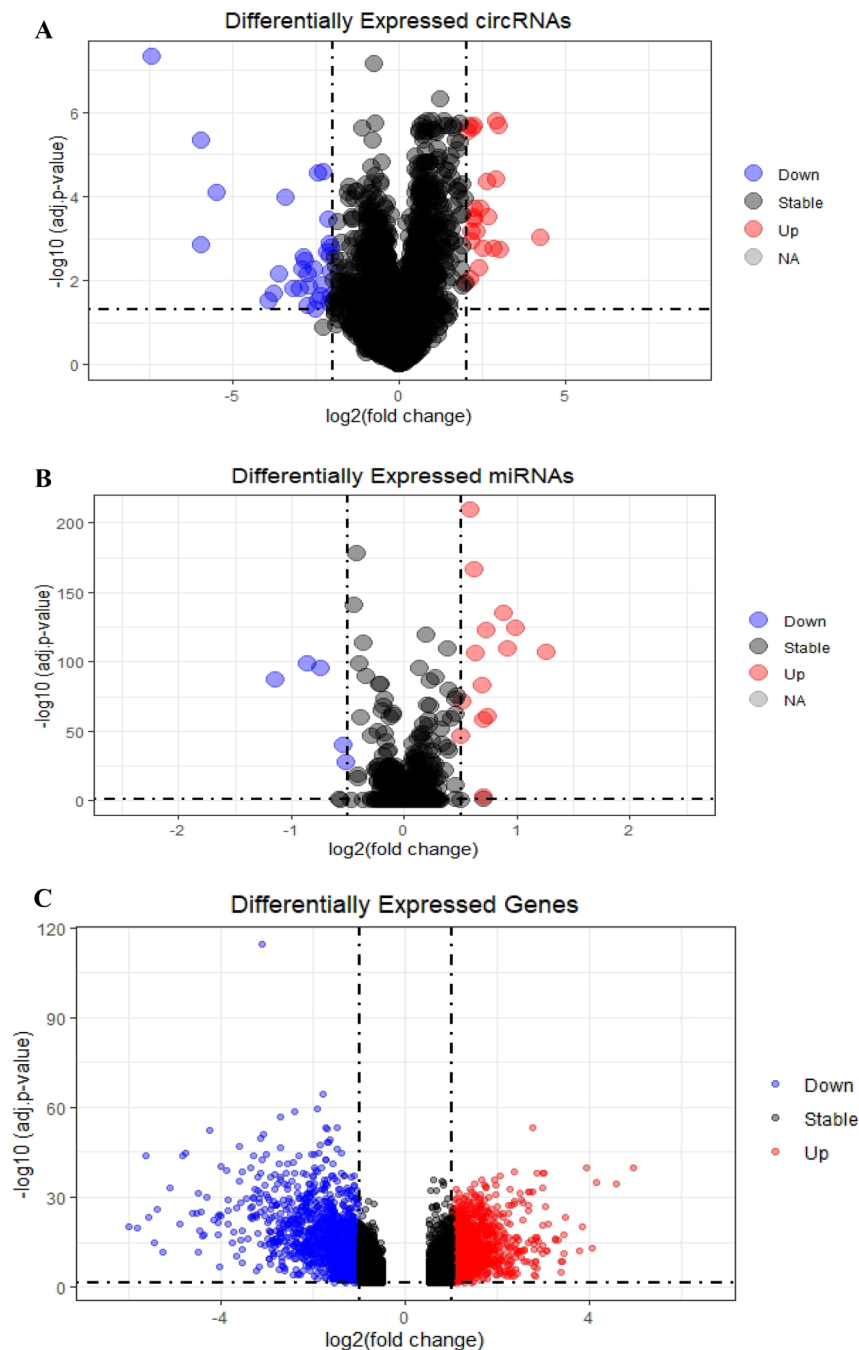 A
Differentially Expressed circRNAs
-log10 (adj.p-value)
6
4
2
0
-5
0
5
log2(fold change)
Down
Stable
Up
NA
B
Differentially Expressed miRNAs
-log10 (adj.p-value)
200
150
100
50
0
-2
-1
0
1
2
log2(fold change)
Down
Stable
Up
NA
C
Differentially Expressed Genes
-log10 (adj.p-value)
120
90
60
30
0
-4
0
4
log2(fold change)
Down
Stable
Up